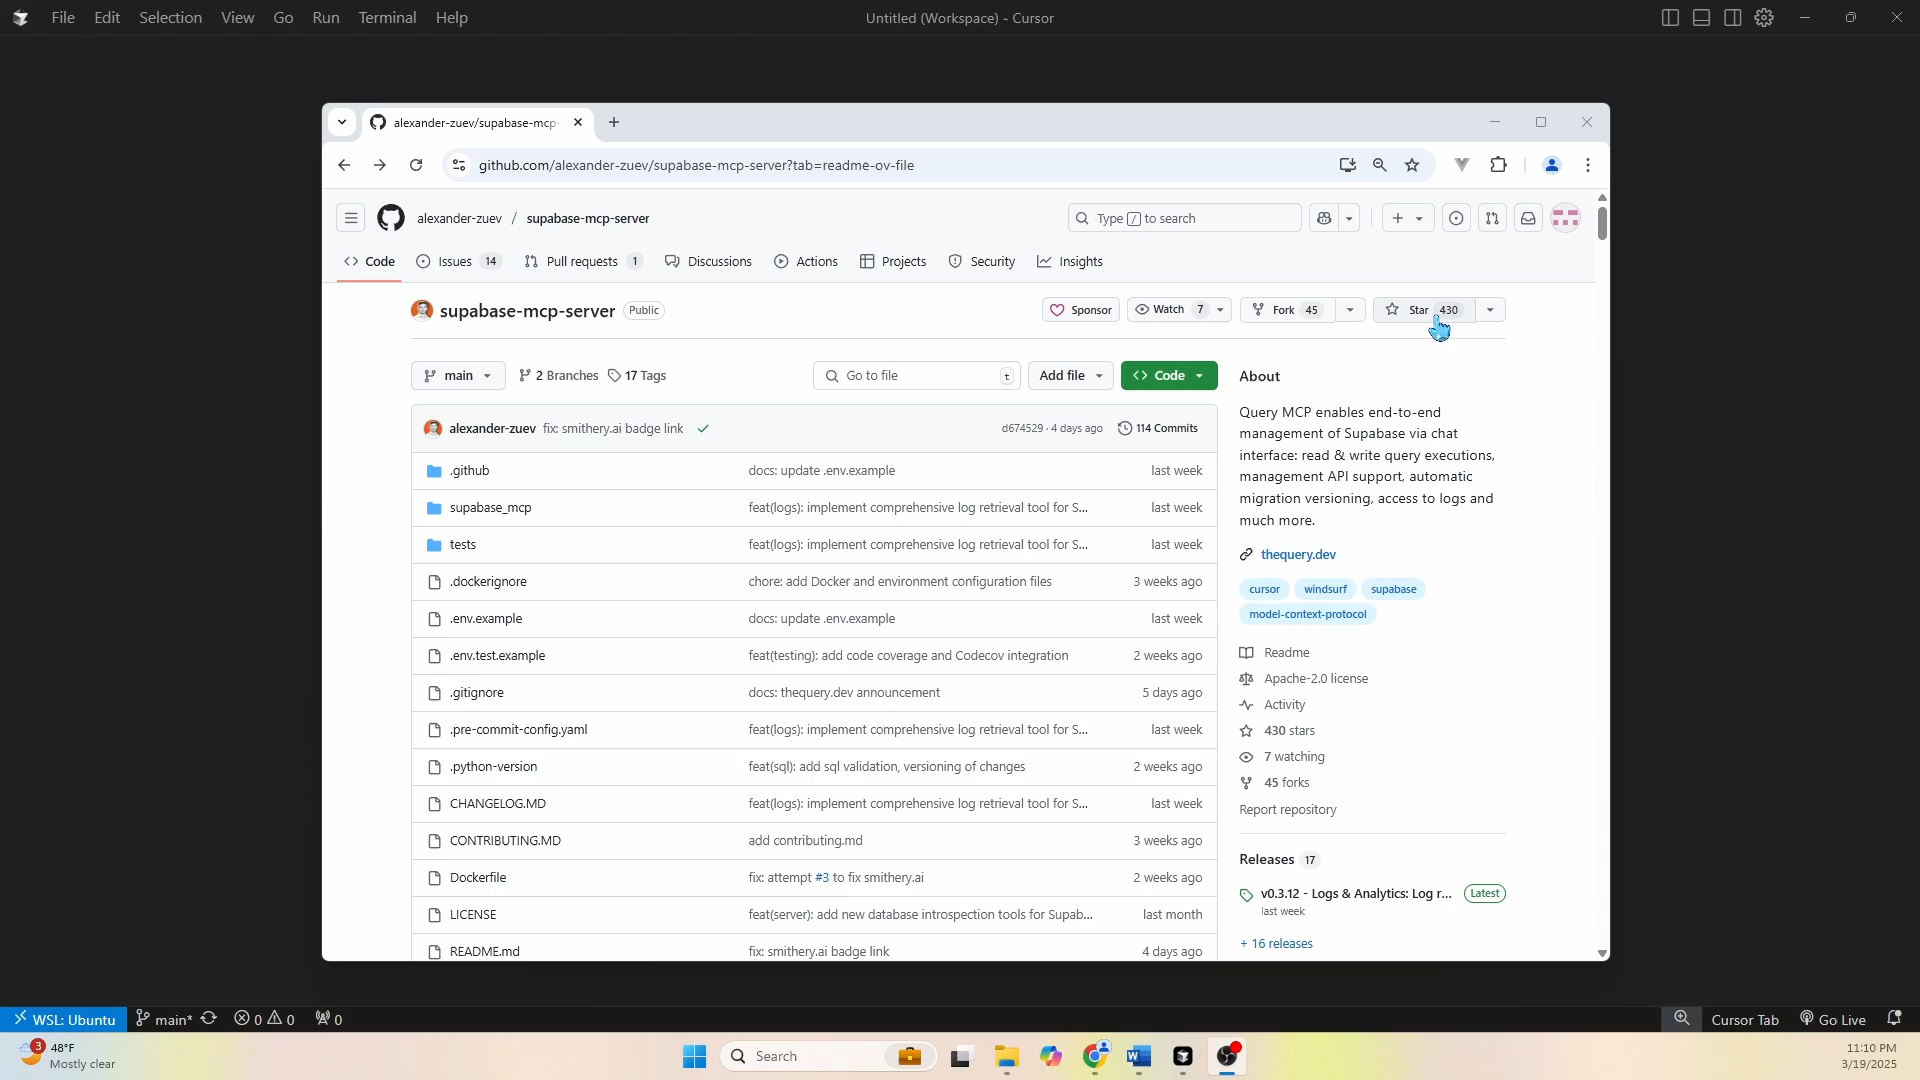 File Edit Selection View Go Run Terminal Help
Untitled (Workspace) - Cursor
alexander-zuev/supabase-mcp-
github.com/alexander-zuev/supabase-mcp-server?tab=readme-ov-file
alexander-zuev / supabase-mcp-server
Type / to search
Code Issues 14 Pull requests 1 Discussions Actions Projects Security Insights
supabase-mcp-server Public
Sponsor Watch 7 Fork 45 Star 430
main 2 Branches 17 Tags
Go to file t Add file Code
alexander-zuev fix: smithery.ai badge link d674529 · 4 days ago 114 Commits
.github docs: update .env.example last week
supabase_mcp feat(logs): implement comprehensive log retrieval tool for S... last week
tests feat(logs): implement comprehensive log retrieval tool for S... last week
.dockerignore chore: add Docker and environment configuration files 3 weeks ago
.env.example docs: update .env.example last week
.env.test.example feat(testing): add code coverage and Codecov integration 2 weeks ago
.gitignore docs: thequery.dev announcement 5 days ago
.pre-commit-config.yaml feat(logs): implement comprehensive log retrieval tool for S... last week
.python-version feat(sql): add sql validation, versioning of changes 2 weeks ago
CHANGELOG.MD feat(logs): implement comprehensive log retrieval tool for S... last week
CONTRIBUTING.MD add contributing.md 3 weeks ago
Dockerfile fix: attempt #3 to fix smithery.ai 2 weeks ago
LICENSE feat(server): add new database introspection tools for Supab... last month
README.md fix: smithery.ai badge link 4 days ago
About
Query MCP enables end-to-end
management of Supabase via chat
interface: read & write query executions,
management API support, automatic
migration versioning, access to logs and
much more.
thequery.dev
cursor windsurf supabase
model-context-protocol
Readme
Apache-2.0 license
Activity
430 stars
7 watching
45 forks
Report repository
Releases 17
v0.3.12 - Logs & Analytics: Log r... Latest
last week
+ 16 releases
WSL: Ubuntu main* 0 0 0
Cursor Tab Go Live
3 48°F
Mostly clear
Search
11:10 PM
3/19/2025